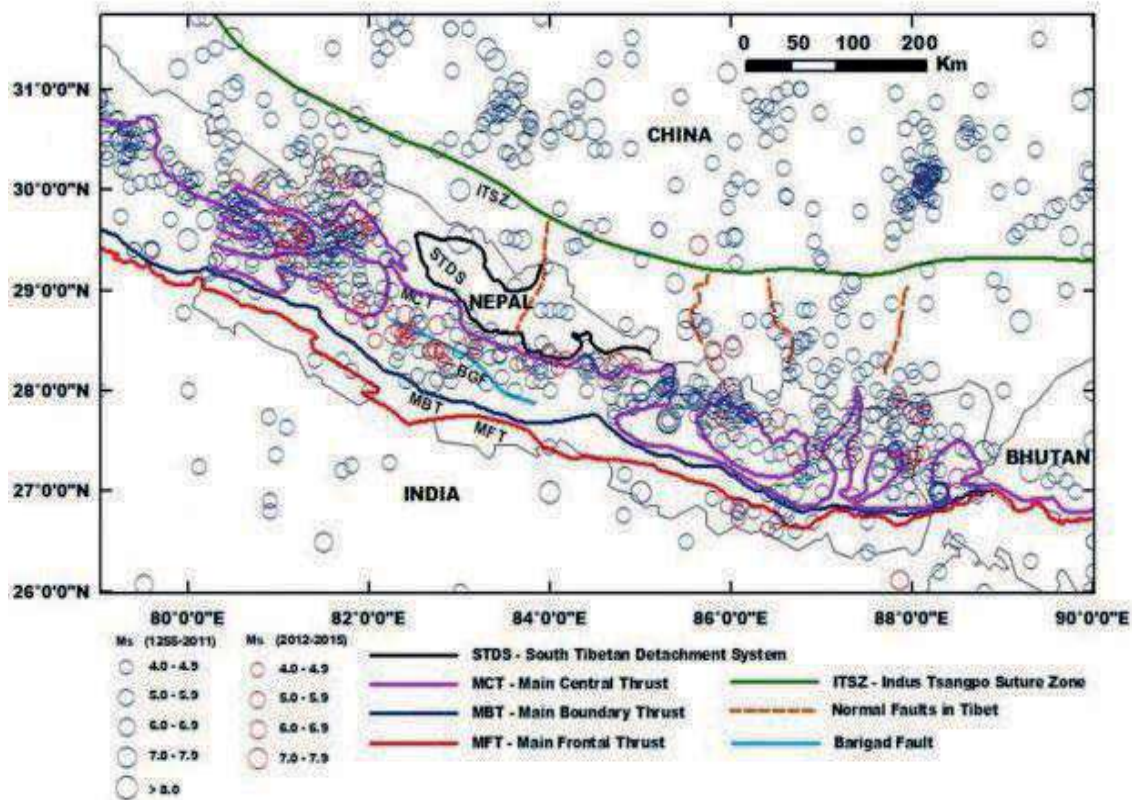 0 50 100 200
Km
31°0'0"N
CHINA
30°0'0"N
ITSZ
STDS
29°0'0"N
NEPAL
MCT
28°0'0"N
BGF
MBT
MFT
BHUTAN
27°0'0"N
INDIA
26°0'0"N
80°0'0"E 82°0'0"E 84°0'0"E 86°0'0"E 88°0'0"E 90°0'0"E
Ms (1255-2011)
4.0 - 4.9
5.0 - 5.9
6.0 - 6.9
7.0 - 7.9
> 8.0
Ms (2012-2015)
4.0 - 4.9
5.0 - 5.9
6.0 - 6.9
7.0 - 7.9
STDS - South Tibetan Detachment System
MCT - Main Central Thrust
MBT - Main Boundary Thrust
MFT - Main Frontal Thrust
ITSZ - Indus Tsangpo Suture Zone
Normal Faults in Tibet
Barigad Fault